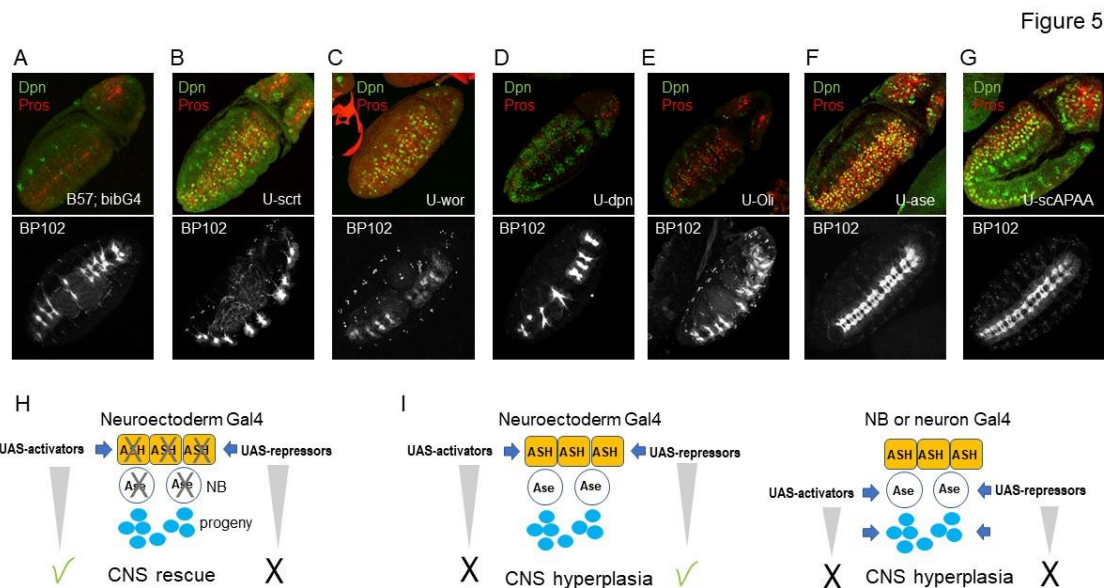 Figure 5
A B C D E F G
Dpn Dpn Dpn Dpn Dpn Dpn Dpn
Pros Pros Pros Pros Pros Pros Pros
B57; bibG4 U-scrt U-wor U-dpn U-Oli U-ase U-scAPAA
BP102 BP102 BP102 BP102 BP102 BP102 BP102
H
Neuroectoderm Gal4
UAS-activators ASH ASH ASH UAS-repressors
Ase Ase NB
progeny
√ CNS rescue X
I
Neuroectoderm Gal4
UAS-activators ASH ASH ASH UAS-repressors
Ase Ase
X CNS hyperplasia √
NB or neuron Gal4
ASH ASH ASH
UAS-activators Ase Ase UAS-repressors
X CNS hyperplasia X